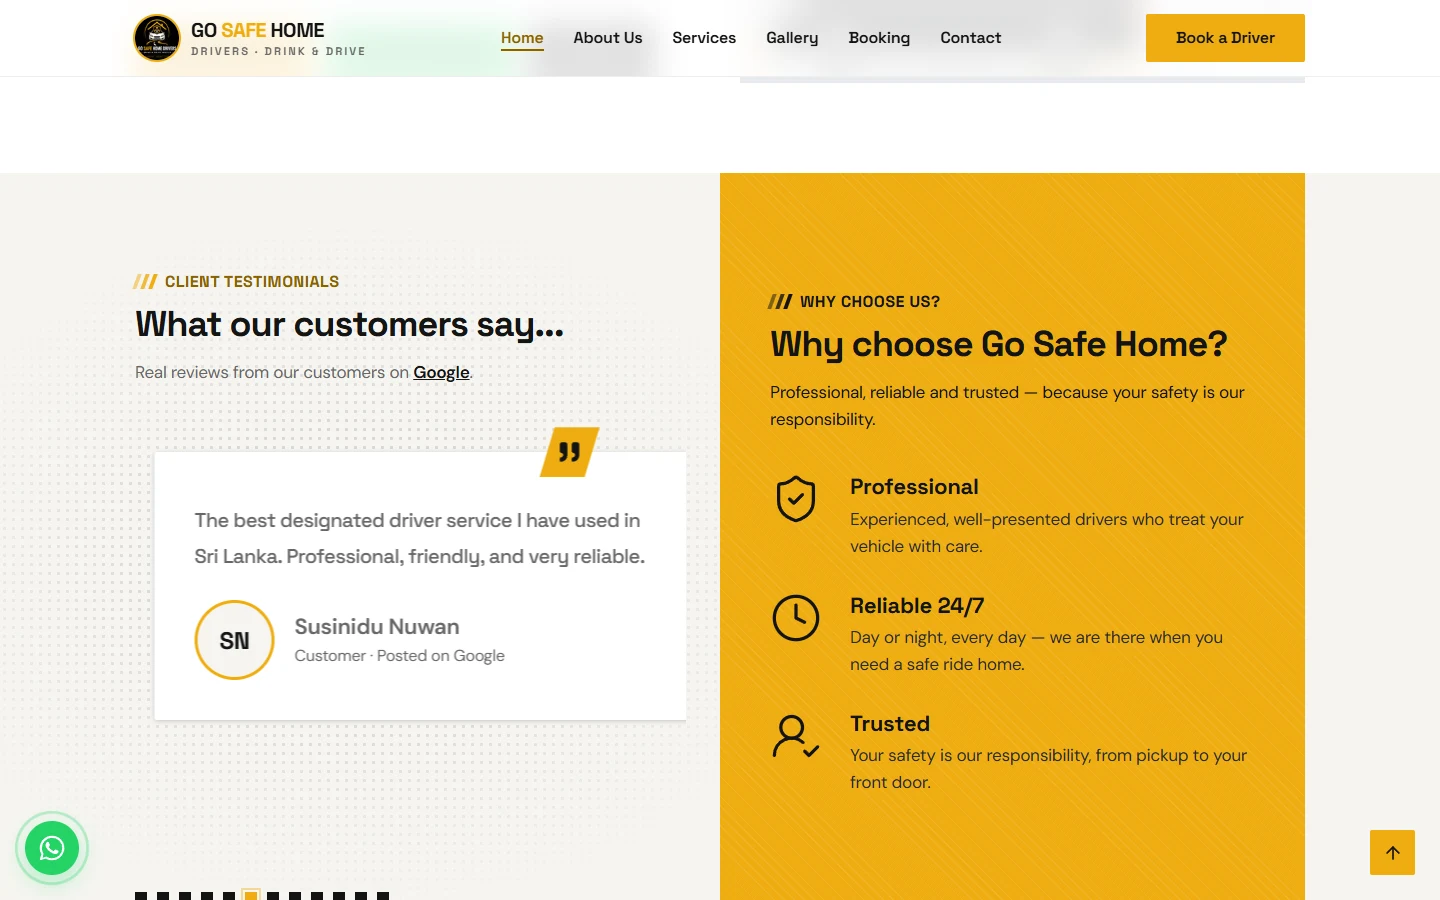 GO SAFE HOME
DRIVERS · DRINK & DRIVE
Home
About Us
Services
Gallery
Booking
Contact
Book a Driver
CLIENT TESTIMONIALS
What our customers say...
Real reviews from our customers on Google.
The best designated driver service I have used in
Sri Lanka. Professional, friendly, and very reliable.
SN
Susinidu Nuwan
Customer · Posted on Google
WHY CHOOSE US?
Why choose Go Safe Home?
Professional, reliable and trusted — because your safety is our
responsibility.
Professional
Experienced, well-presented drivers who treat your
vehicle with care.
Reliable 24/7
Day or night, every day — we are there when you
need a safe ride home.
Trusted
Your safety is our responsibility, from pickup to your
front door.